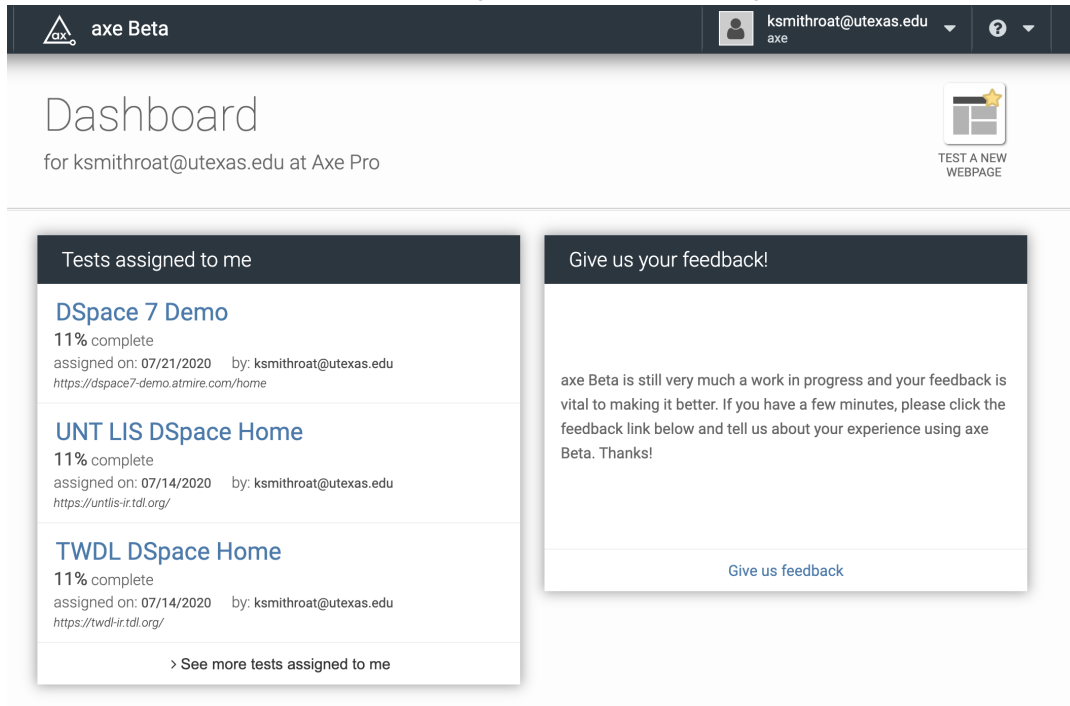 axe Beta
ksmithroat@utexas.edu
axe
Dashboard
for ksmithroat@utexas.edu at Axe Pro
TEST A NEW
WEBPAGE
Tests assigned to me
DSpace 7 Demo
11% complete
assigned on: 07/21/2020 by: ksmithroat@utexas.edu
https://dspace7-demo.atmire.com/home
UNT LIS DSpace Home
11% complete
assigned on: 07/14/2020 by: ksmithroat@utexas.edu
https://untlis-ir.tdl.org/
TWDL DSpace Home
11% complete
assigned on: 07/14/2020 by: ksmithroat@utexas.edu
https://twdl-ir.tdl.org/
> See more tests assigned to me
Give us your feedback!
axe Beta is still very much a work in progress and your feedback is
vital to making it better. If you have a few minutes, please click the
feedback link below and tell us about your experience using axe
Beta. Thanks!
Give us feedback